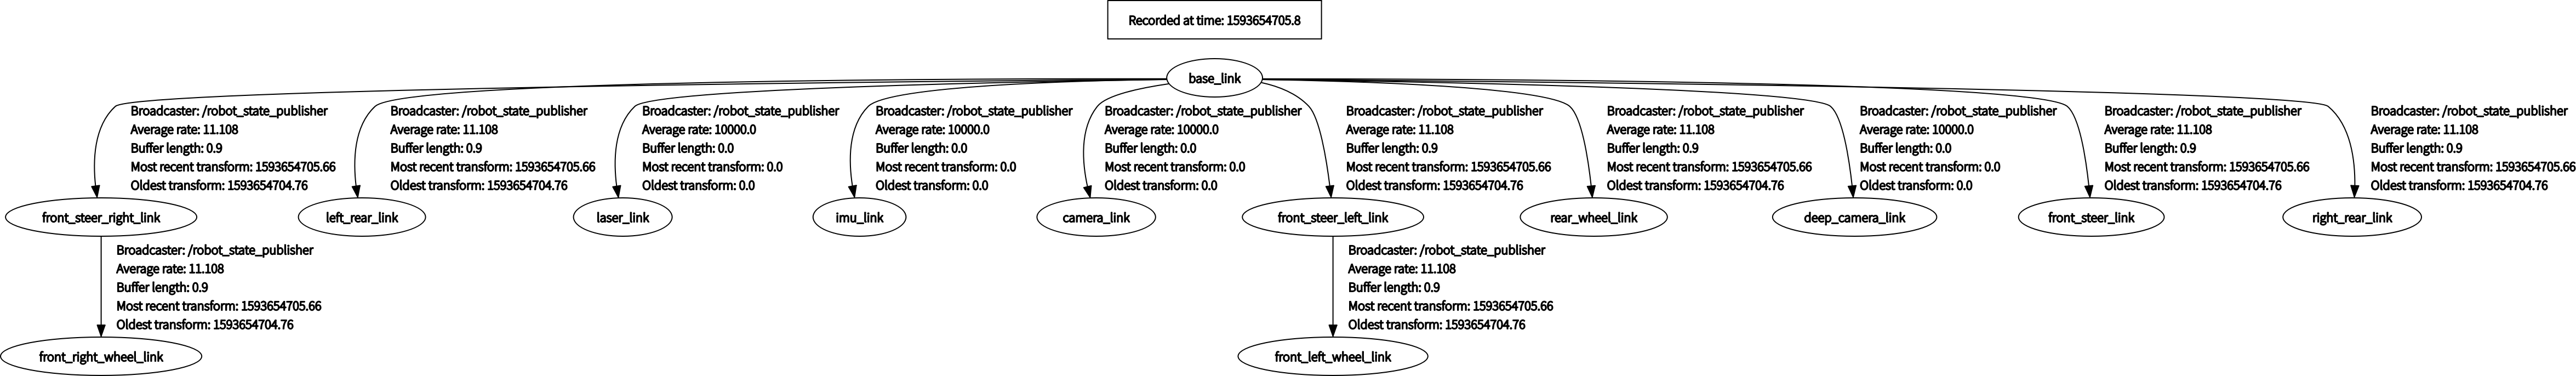 Recorded at time: 1593654705.8
base_link
Broadcaster: /robot_state_publisher
Average rate: 11.108
Buffer length: 0.9
Most recent transform: 1593654705.66
Oldest transform: 1593654704.76
Broadcaster: /robot_state_publisher
Average rate: 11.108
Buffer length: 0.9
Most recent transform: 1593654705.66
Oldest transform: 1593654704.76
Broadcaster: /robot_state_publisher
Average rate: 10000.0
Buffer length: 0.0
Most recent transform: 0.0
Oldest transform: 0.0
Broadcaster: /robot_state_publisher
Average rate: 10000.0
Buffer length: 0.0
Most recent transform: 0.0
Oldest transform: 0.0
Broadcaster: /robot_state_publisher
Average rate: 10000.0
Buffer length: 0.0
Most recent transform: 0.0
Oldest transform: 0.0
Broadcaster: /robot_state_publisher
Average rate: 11.108
Buffer length: 0.9
Most recent transform: 1593654705.66
Oldest transform: 1593654704.76
Broadcaster: /robot_state_publisher
Average rate: 11.108
Buffer length: 0.9
Most recent transform: 1593654705.66
Oldest transform: 1593654704.76
Broadcaster: /robot_state_publisher
Average rate: 10000.0
Buffer length: 0.0
Most recent transform: 0.0
Oldest transform: 0.0
Broadcaster: /robot_state_publisher
Average rate: 11.108
Buffer length: 0.9
Most recent transform: 1593654705.66
Oldest transform: 1593654704.76
Broadcaster: /robot_state_publisher
Average rate: 11.108
Buffer length: 0.9
Most recent transform: 1593654705.66
Oldest transform: 1593654704.76
front_steer_right_link
left_rear_link
laser_link
imu_link
camera_link
front_steer_left_link
rear_wheel_link
deep_camera_link
front_steer_link
right_rear_link
Broadcaster: /robot_state_publisher
Average rate: 11.108
Buffer length: 0.9
Most recent transform: 1593654705.66
Oldest transform: 1593654704.76
Broadcaster: /robot_state_publisher
Average rate: 11.108
Buffer length: 0.9
Most recent transform: 1593654705.66
Oldest transform: 1593654704.76
front_right_wheel_link
front_left_wheel_link